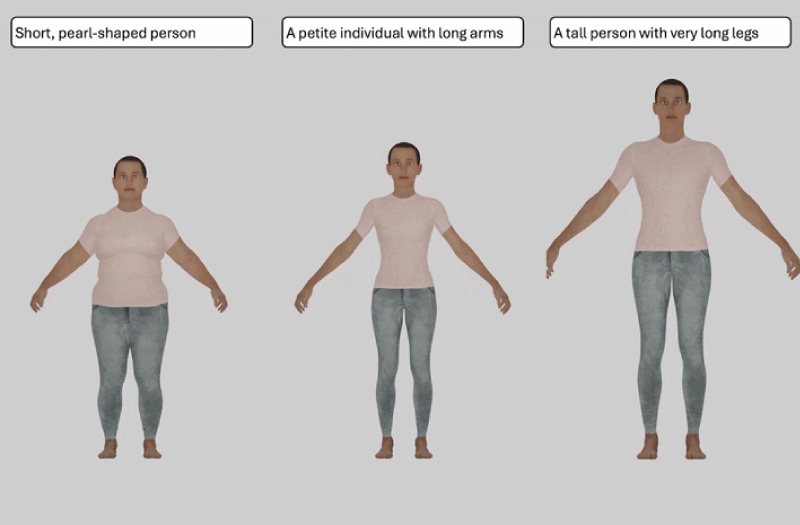 Short, pearl-shaped person
A petite individual with long arms
A tall person with very long legs